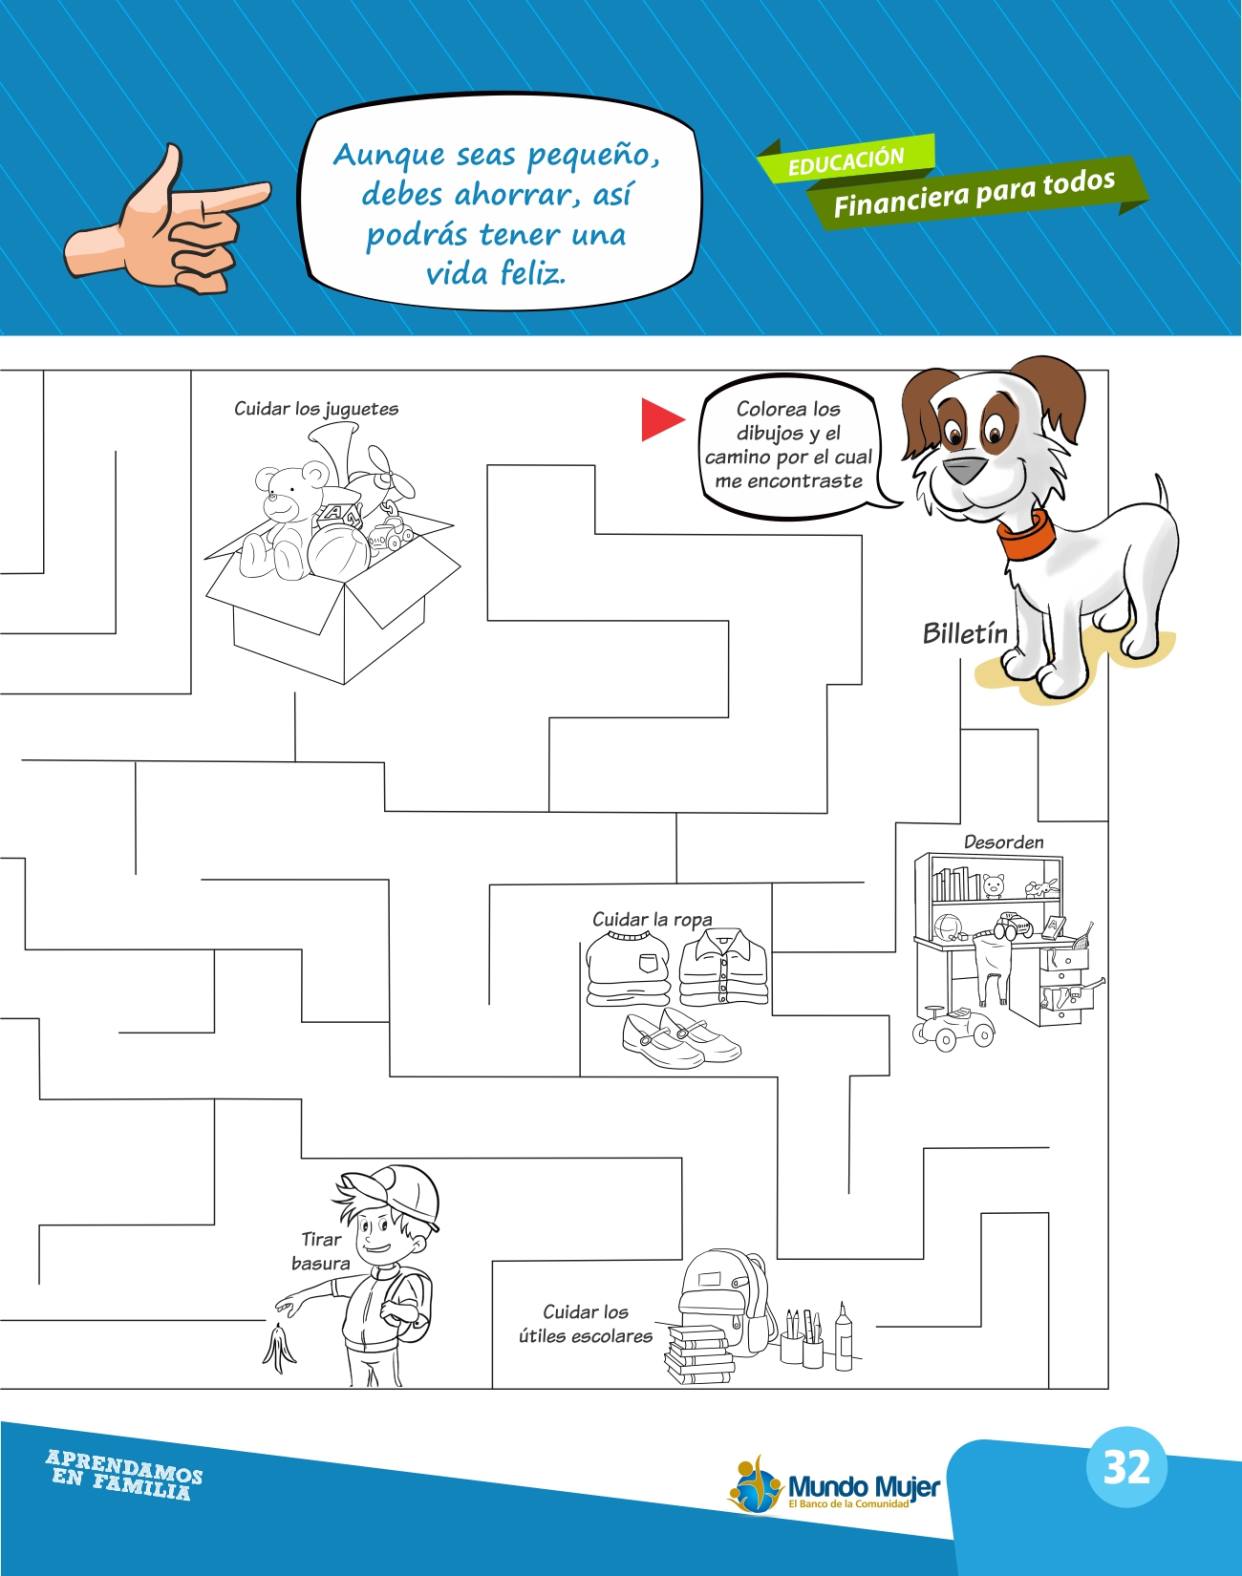 Aunque seas pequeño,
debes ahorrar, así
podrás tener una
vida feliz.
EDUCACIÓN
Financiera para todos
Cuidar los juguetes
Colorea los
dibujos y el
camino por el cual
me encontraste
Billetín
Desorden
Cuidar la ropa
Tirar
basura
Cuidar los
útiles escolares
APRENDAMOS
EN FAMILIA
Mundo Mujer
El Banco de la Comunidad
32